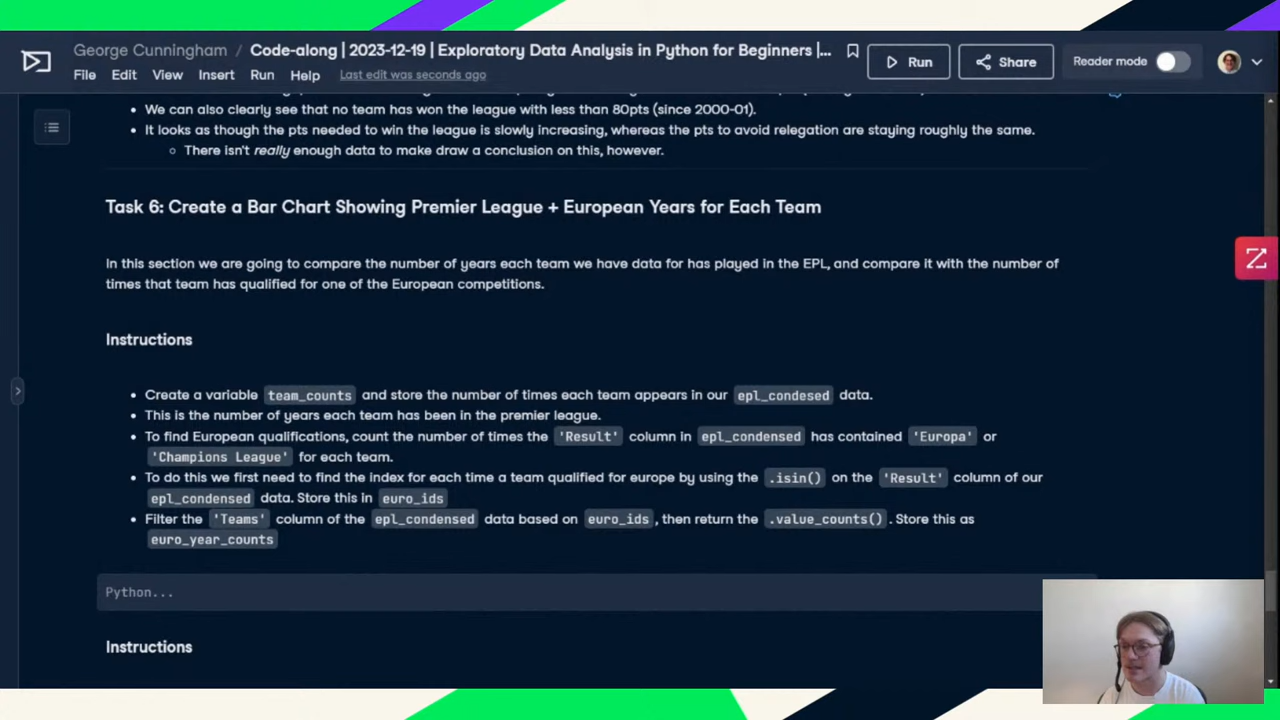 George Cunningham / Code-along | 2023-12-19 | Exploratory Data Analysis in Python for Beginners |...
Run
Share
Reader mode
File Edit View Insert Run Help Last edit was seconds ago
We can also clearly see that no team has won the league with less than 80pts (since 2000-01).
It looks as though the pts needed to win the league is slowly increasing, whereas the pts to avoid relegation are staying roughly the same.
There isn't really enough data to make draw a conclusion on this, however.
Task 6: Create a Bar Chart Showing Premier League + European Years for Each Team
In this section we are going to compare the number of years each team we have data for has played in the EPL, and compare it with the number of
times that team has qualified for one of the European competitions.
Instructions
Create a variable team_counts and store the number of times each team appears in our epl_condesed data.
This is the number of years each team has been in the premier league.
To find European qualifications, count the number of times the 'Result' column in epl_condensed has contained 'Europa' or
'Champions League' for each team.
To do this we first need to find the index for each time a team qualified for europe by using the .isin() on the 'Result' column of our
epl_condensed data. Store this in euro_ids
Filter the 'Teams' column of the epl_condensed data based on euro_ids, then return the .value_counts(). Store this as
euro_year_counts
Python...
Instructions